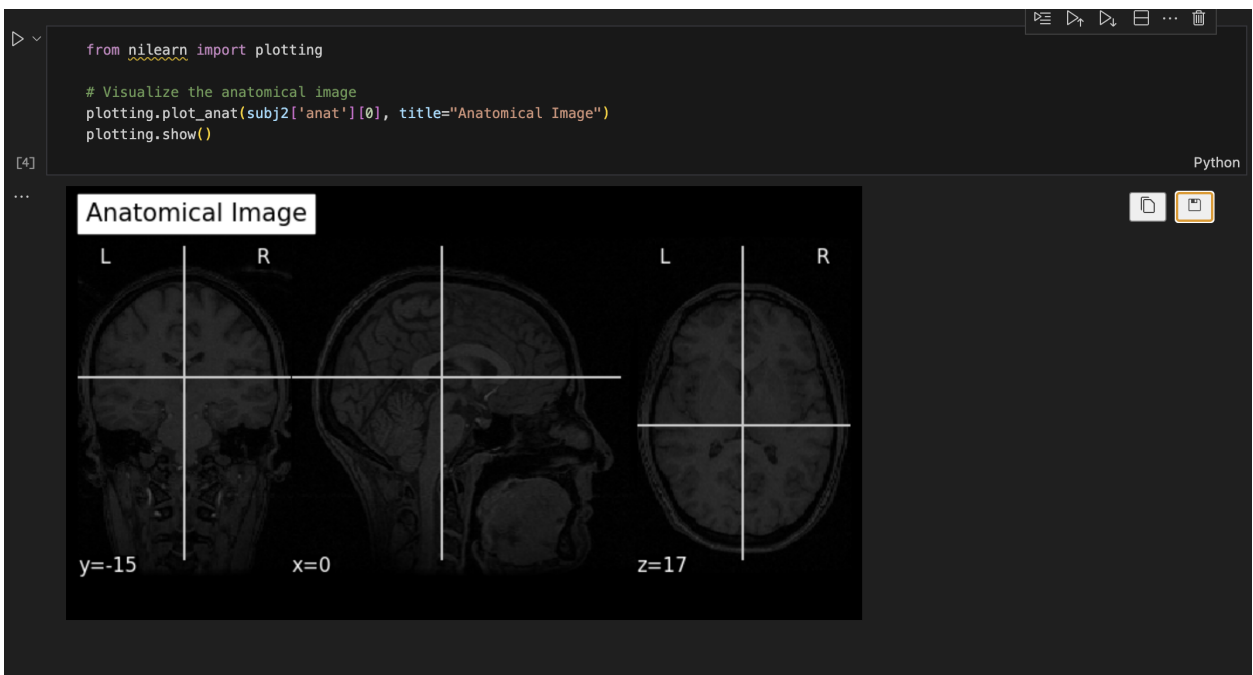 from nilearn import plotting
# Visualize the anatomical image
plotting.plot_anat(subj2['anat'][0], title="Anatomical Image")
plotting.show()
[4]
Python
...
Anatomical Image
L R L R
y=-15 x=0 z=17